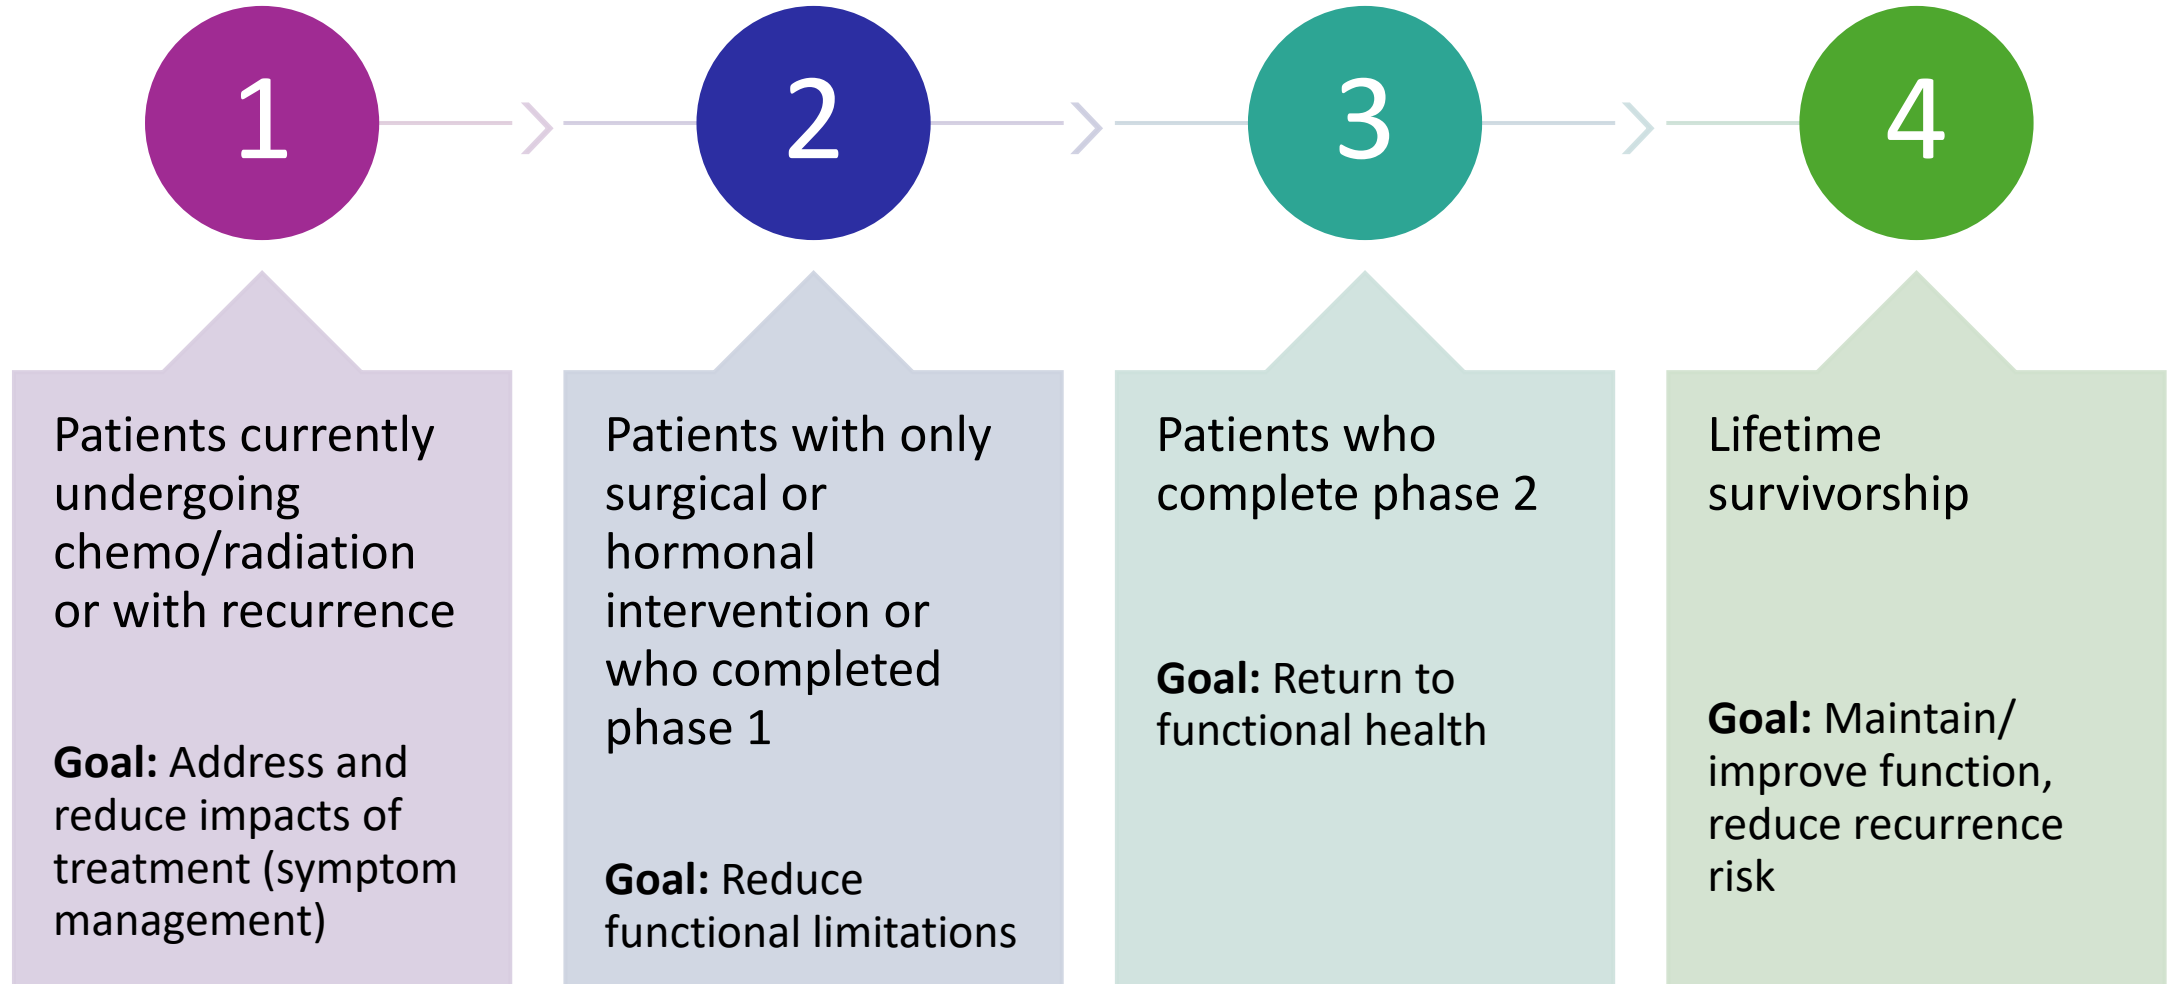 1
Patients currently
undergoing
chemo/radiation
or with recurrence
Goal: Address and
reduce impacts of
treatment (symptom
management)
2
Patients with only
surgical or
hormonal
intervention or
who completed
phase 1
Goal: Reduce
functional limitations
3
Patients who
complete phase 2
Goal: Return to
functional health
4
Lifetime
survivorship
Goal: Maintain/
improve function,
reduce recurrence
risk